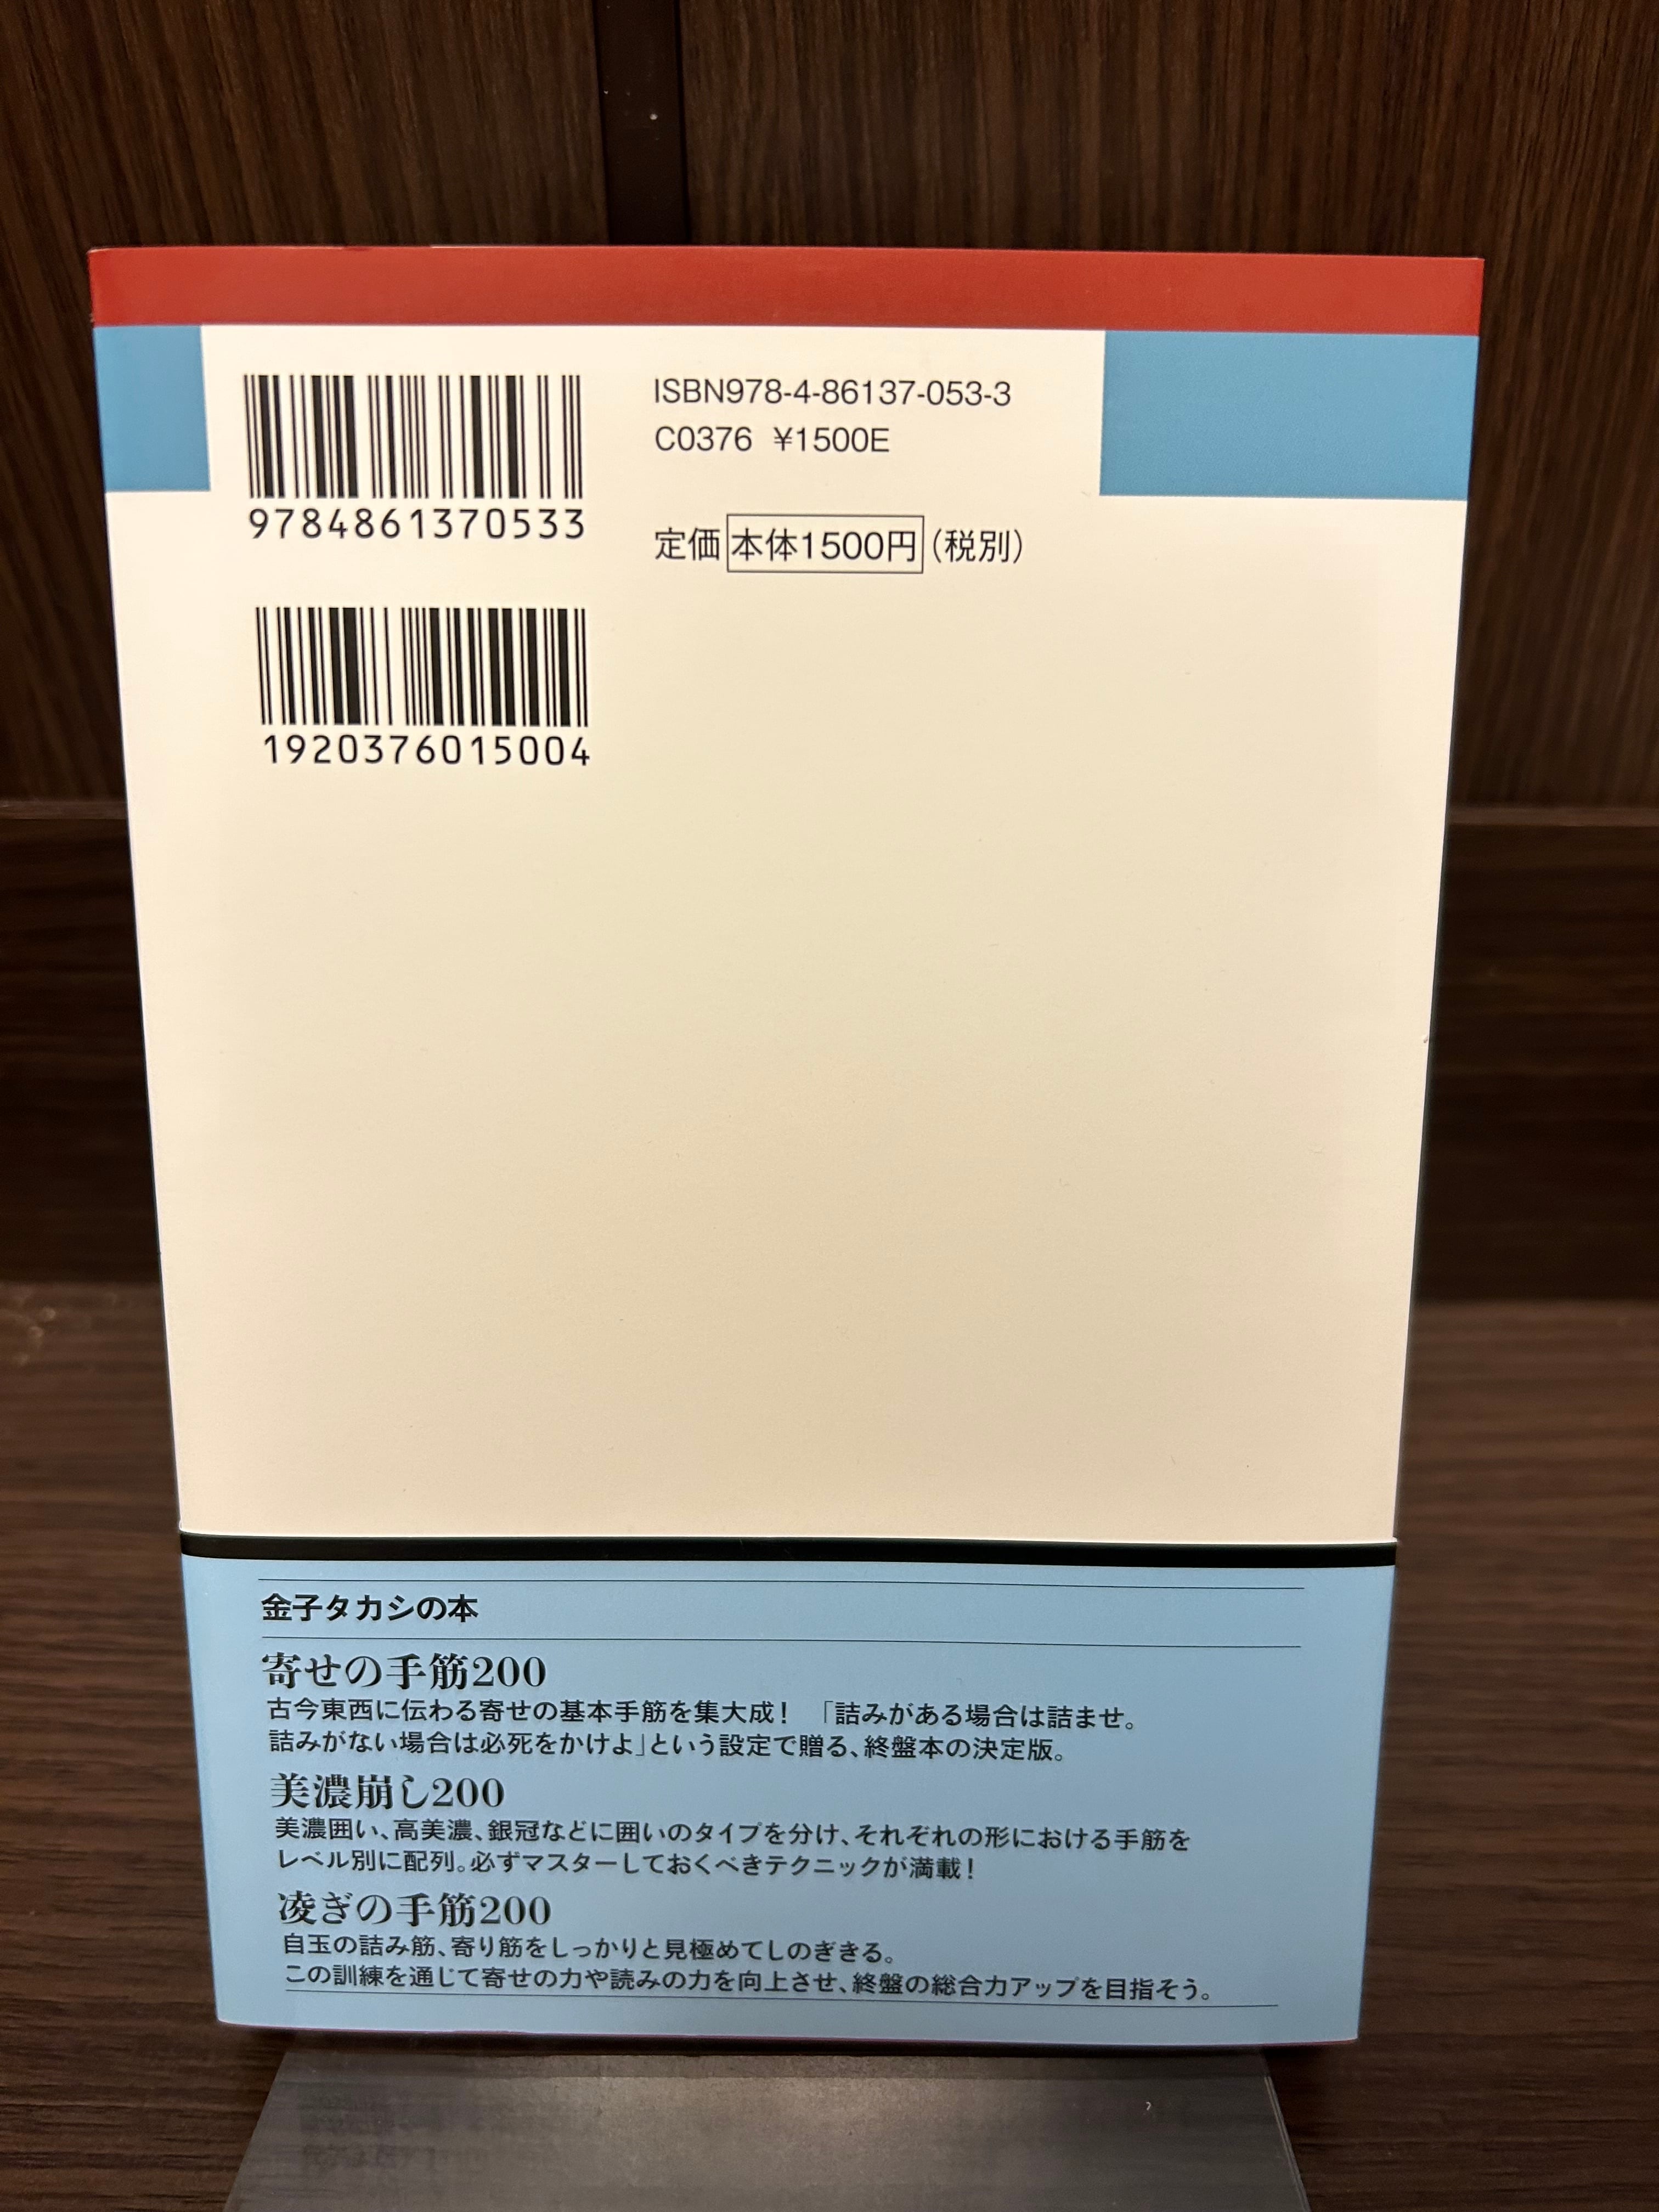 ISBN978-4-86137-053-3
C0376 ¥1500E
9784861370533
定価本体1500円(税別)
1920376015004
金子タカシの本
寄せの手筋200
古今東西に伝わる寄せの基本手筋を集大成! 「詰みがある場合は詰ませ。
詰みがない場合は必死をかけよ」という設定で贈る、終盤本の決定版。
美濃崩し200
美濃囲い、高美濃、銀冠などに囲いのタイプを分け、それぞれの形における手筋を
レベル別に配列。必ずマスターしておくべきテクニックが満載!
凌ぎの手筋200
自玉の詰み筋、寄り筋をしっかりと見極めてしのぎきる。
この訓練を通じて寄せの力や読みの力を向上させ、終盤の総合力アップを目指そう。